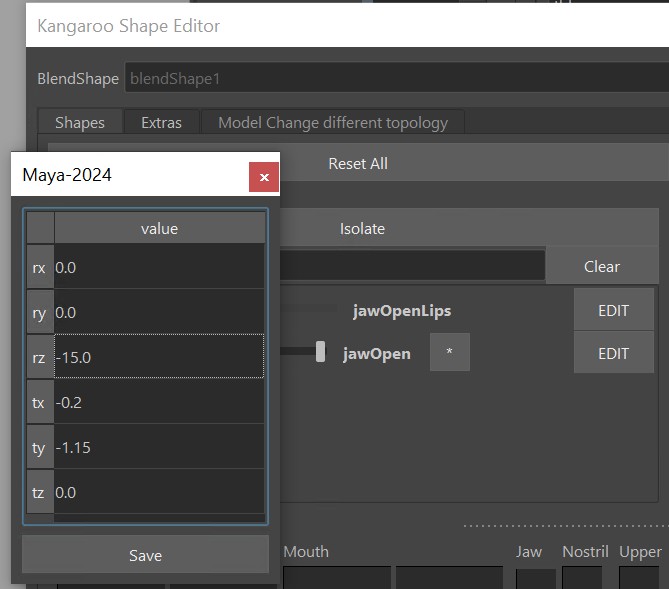 Kangaroo Shape Editor
BlendShape blendShape1
Shapes Extras Model Change different topology
Reset All
Maya-2024 x
value
rx 0.0
ry 0.0
rz -15.0
tx -0.2
ty -1.15
tz 0.0
Save
Isolate
Clear
jawOpenLips EDIT
jawOpen * EDIT
Mouth Jaw Nostril Upper